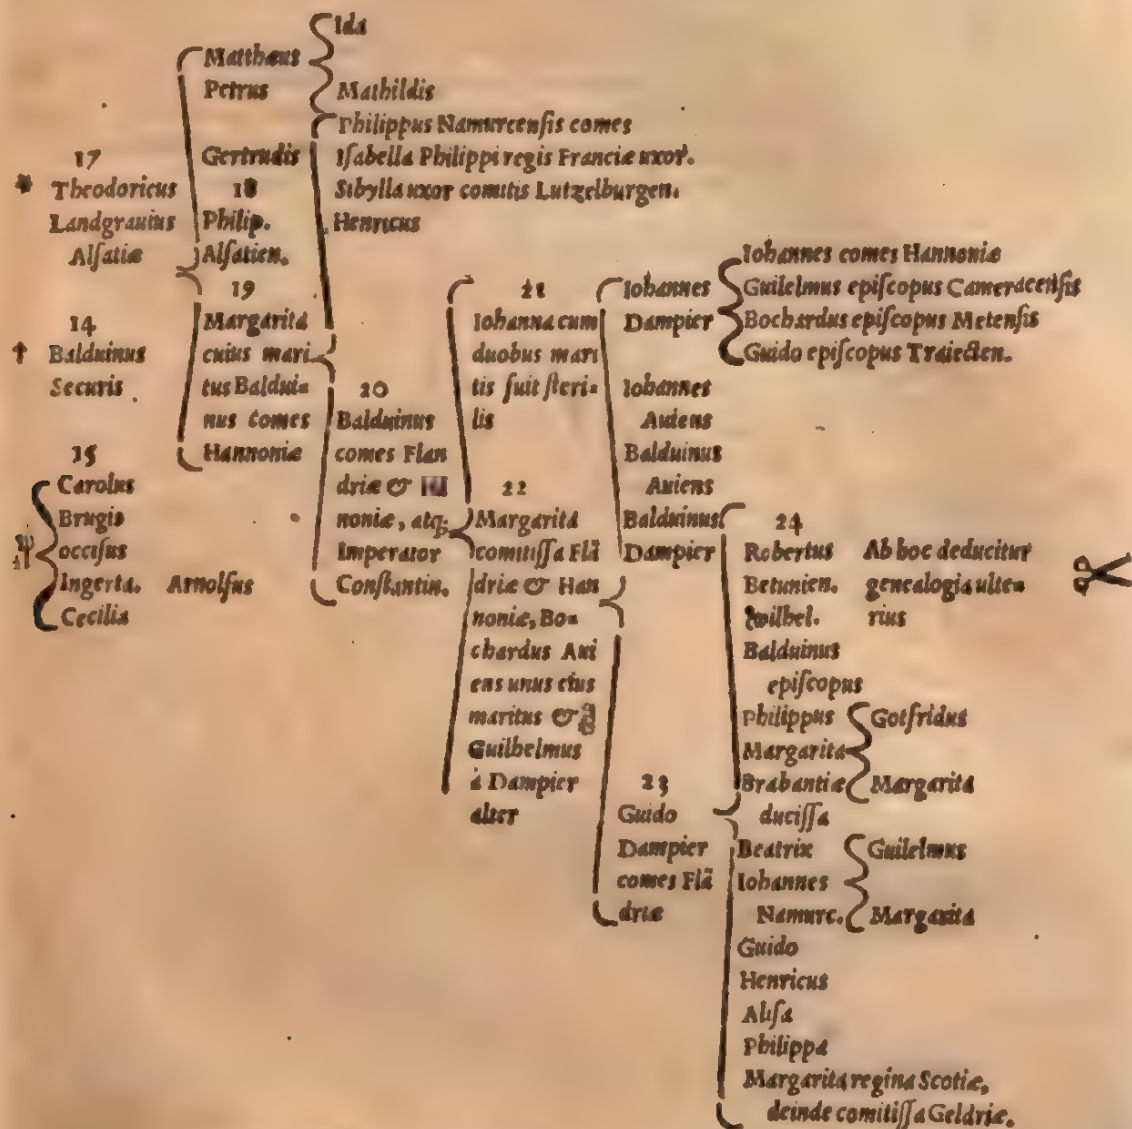 Ida
Matthæus
Petrus
Mathildis
Philippus Namurcensis comes
Gertrudis
Isabella Philippi regis Franciæ uxor.
Sibylla uxor comitis Lutzelburgen.
Henricus
17
* Theodoricus
Landgrauius
Alsatiæ
18
Philip.
Alsatien.
19
Margarita
cuius mari
tus Baldui-
nus comes
Hannoniæ
14
† Balduinus
Securis
15
Carolus
Brugis
occisus
Ingerta. Arnolfus
Cecilia
20
Balduinus
comes Flan
driæ &
noniæ, atq;
Imperator
Constantin.
21
Iohanna cum
duobus mari
tis fuit steri-
lis
22
Margarita
comitissa Flã
driæ & Han
noniæ, Bo-
chardus Aui
ens unus eius
maritus &
Guilhelmus
à Dampier
alter
Iohannes
Dampier
Iohannes comes Hannoniæ
Guilelmus episcopus Cameracensis
Bochardus episcopus Metensis
Guido episcopus Traiecten.
Iohannes
Auiens
Balduinus
Auiens
Balduinus
Dampier
23
Guido
Dampier
comes Flã
driæ
24
Robertus
Betunien.
Ab hoc deducitur
genealogia ulte-
rius
Wilhel.
Balduinus
episcopus
Philippus
Margarita
Brabantiæ
ducissa
Gotfridus
Margarita
Beatrix
Iohannes
Namurc.
Guilelmus
Margarita
Guido
Henricus
Alisa
Philippa
Margarita regina Scotiæ,
deinde comitissa Geldriæ.